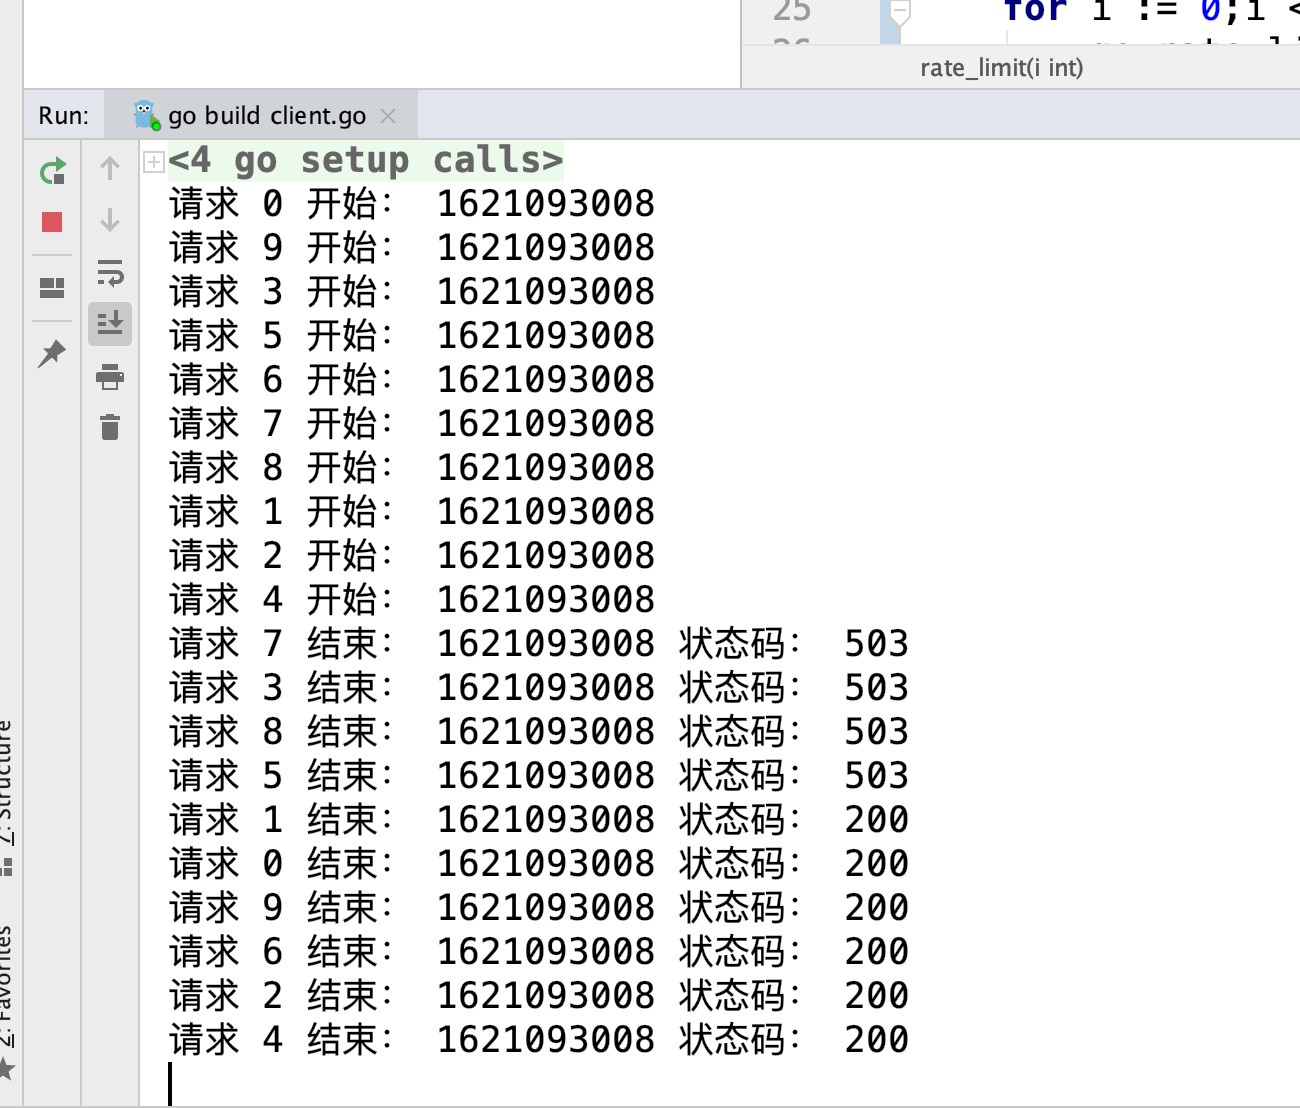 25 for i := 0;i <
rate_limit(i int)
Run: go build client.go
<4 go setup calls>
请求 0 开始： 1621093008
请求 9 开始： 1621093008
请求 3 开始： 1621093008
请求 5 开始： 1621093008
请求 6 开始： 1621093008
请求 7 开始： 1621093008
请求 8 开始： 1621093008
请求 1 开始： 1621093008
请求 2 开始： 1621093008
请求 4 开始： 1621093008
请求 7 结束： 1621093008 状态码： 503
请求 3 结束： 1621093008 状态码： 503
请求 8 结束： 1621093008 状态码： 503
请求 5 结束： 1621093008 状态码： 503
请求 1 结束： 1621093008 状态码： 200
请求 0 结束： 1621093008 状态码： 200
请求 9 结束： 1621093008 状态码： 200
请求 6 结束： 1621093008 状态码： 200
请求 2 结束： 1621093008 状态码： 200
请求 4 结束： 1621093008 状态码： 200
Z: Structure
2: Favorites